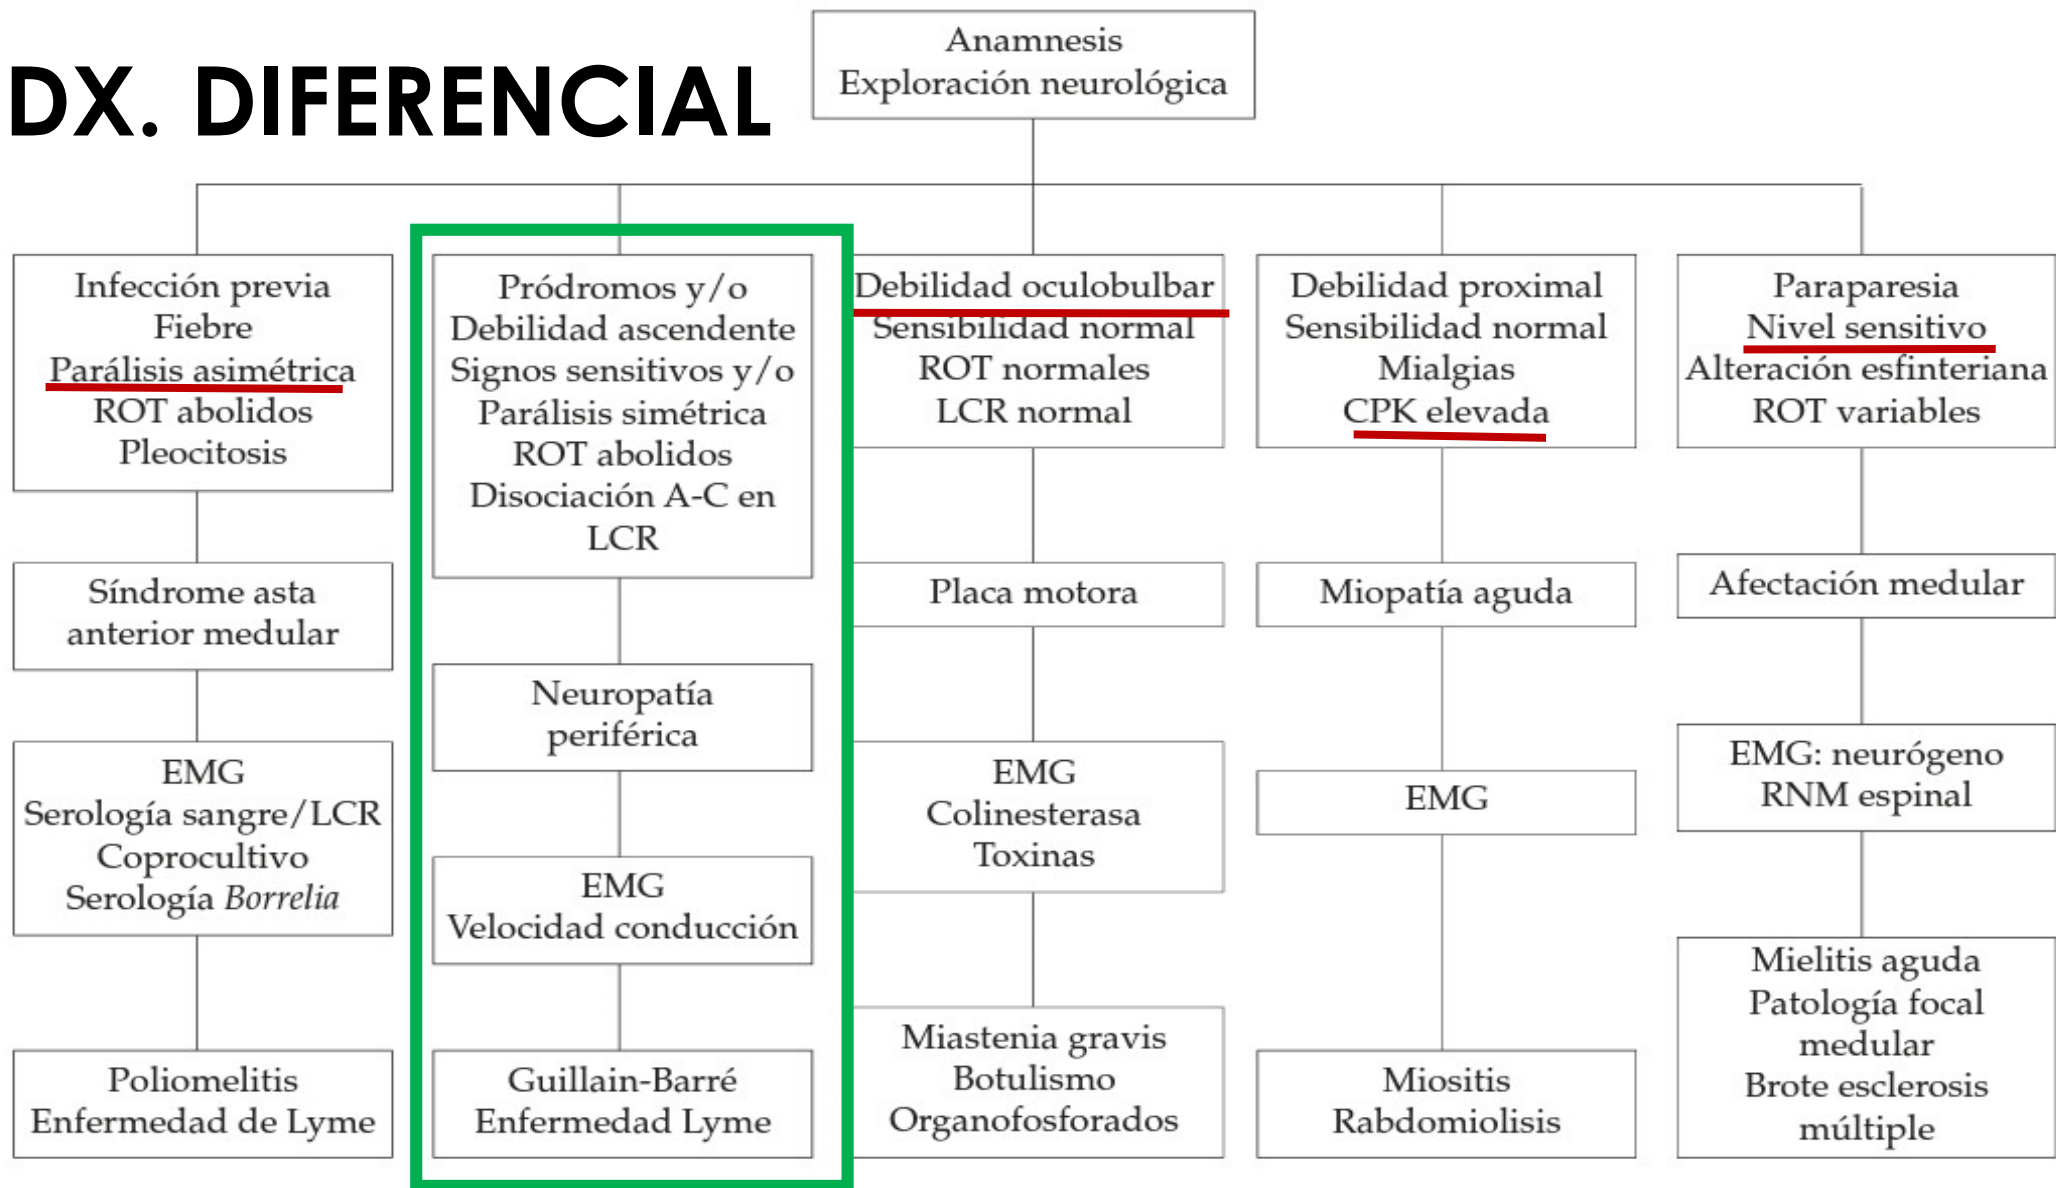 DX. DIFERENCIAL
Anamnesis
Exploración neurológica
Infección previa
Fiebre
Parálisis asimétrica
ROT abolidos
Pleocitosis
Síndrome asta
anterior medular
EMG
Serología sangre/LCR
Coprocultivo
Serología Borrelia
Poliomelitis
Enfermedad de Lyme
Pródromos y/o
Debilidad ascendente
Signos sensitivos y/o
Parálisis simétrica
ROT abolidos
Disociación A-C en
LCR
Neuropatía
periférica
EMG
Velocidad conducción
Guillain-Barré
Enfermedad Lyme
Debilidad oculobulbar
Sensibilidad normal
ROT normales
LCR normal
Placa motora
EMG
Colinesterasa
Toxinas
Miastenia gravis
Botulismo
Organofosforados
Debilidad proximal
Sensibilidad normal
Mialgias
CPK elevada
Miopatía aguda
EMG
Miositis
Rabdomiolisis
Paraparesia
Nivel sensitivo
Alteración esfinteriana
ROT variables
Afectación medular
EMG: neurógeno
RNM espinal
Mielitis aguda
Patología focal
medular
Brote esclerosis
múltiple